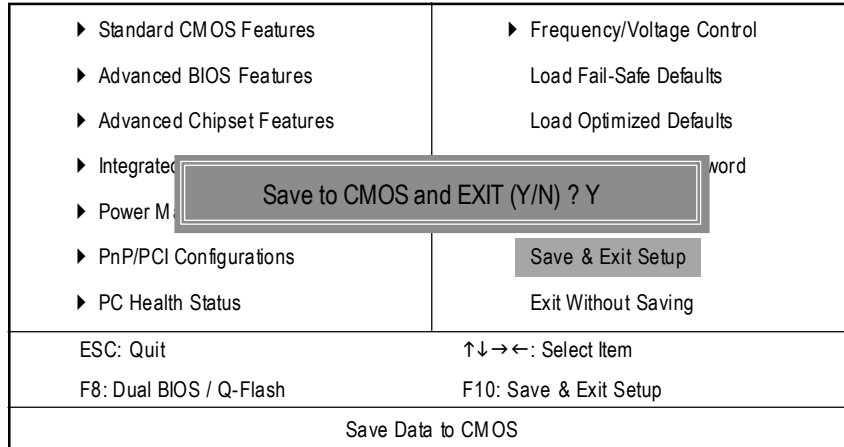 ▸ Standard CMOS Features
▸ Advanced BIOS Features
▸ Advanced Chipset Features
▸ Integrated
▸ Power Ma
▸ PnP/PCI Configurations
▸ PC Health Status
▸ Frequency/Voltage Control
Load Fail-Safe Defaults
Load Optimized Defaults
word
Save & Exit Setup
Exit Without Saving
Save to CMOS and EXIT (Y/N) ? Y
ESC: Quit
↑↓→←: Select Item
F8: Dual BIOS / Q-Flash
F10: Save & Exit Setup
Save Data to CMOS